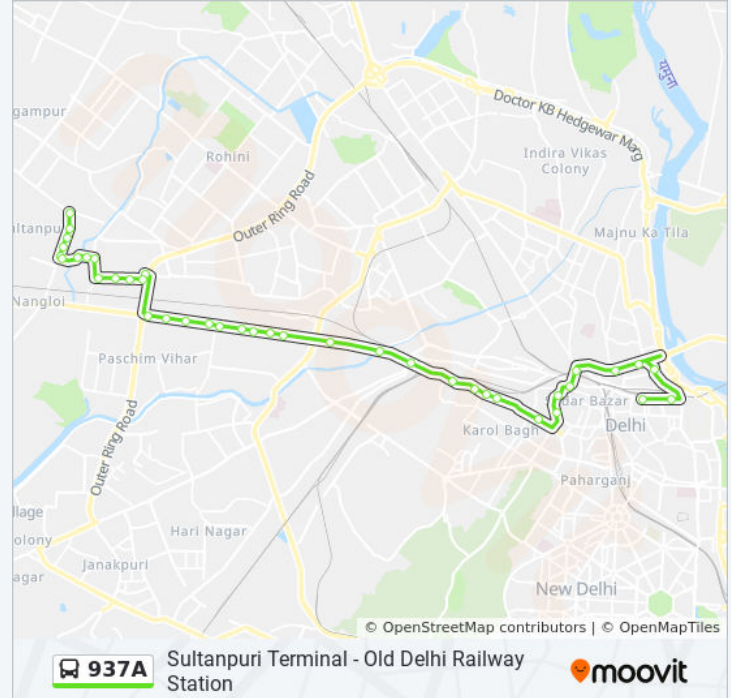 यमुना
gampur
Doctor KB Hedgewar Marg
Rohini
Indira Vikas
Colony
Outer Ring Road
ultanpu
Majnu Ka Tila
Nangloi
Paschim Vihar
dar Bazar
Karol Bagh
Delhi
Outer Ring Road
Paharganj
llage
olony
Hari Nagar
agar
Janakpuri
New Delhi
© OpenStreetMap contributors | © OpenMapTiles
937A
Sultanpuri Terminal - Old Delhi Railway
Station
moovit